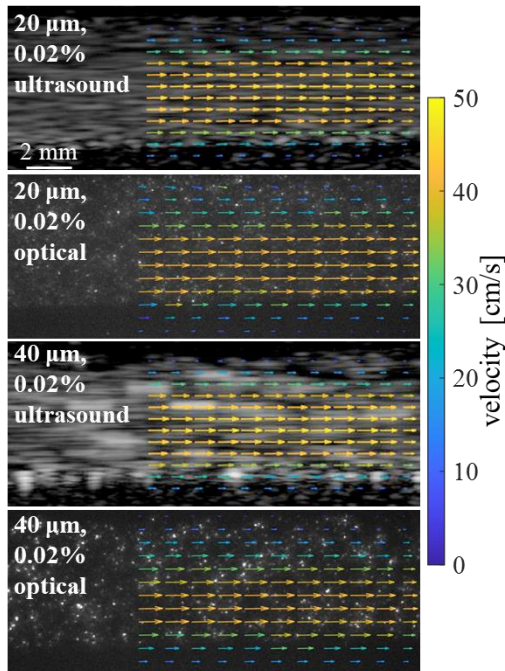 20 µm,
0.02%
ultrasound
2 mm
20 µm,
0.02%
optical
40 µm,
0.02%
ultrasound
40 µm,
0.02%
optical
50
40
30
20
10
0
velocity [cm/s]